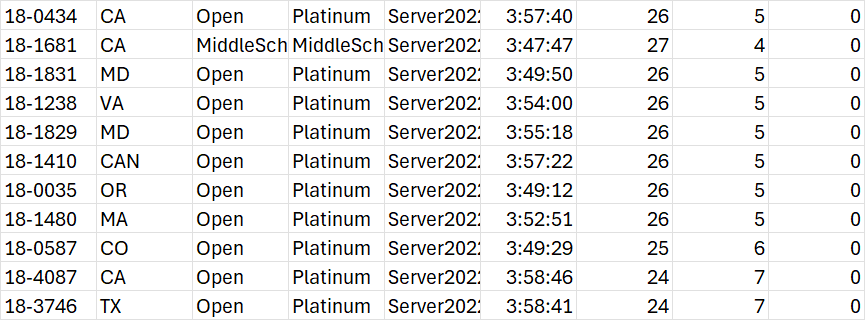 18-0434 CA Open Platinum Server2022 3:57:40 26 5 0
18-1681 CA MiddleSch MiddleSch Server2022 3:47:47 27 4 0
18-1831 MD Open Platinum Server2022 3:49:50 26 5 0
18-1238 VA Open Platinum Server2022 3:54:00 26 5 0
18-1829 MD Open Platinum Server2022 3:55:18 26 5 0
18-1410 CAN Open Platinum Server2022 3:57:22 26 5 0
18-0035 OR Open Platinum Server2022 3:49:12 26 5 0
18-1480 MA Open Platinum Server2022 3:52:51 26 5 0
18-0587 CO Open Platinum Server2022 3:49:29 25 6 0
18-4087 CA Open Platinum Server2022 3:58:46 24 7 0
18-3746 TX Open Platinum Server2022 3:58:41 24 7 0